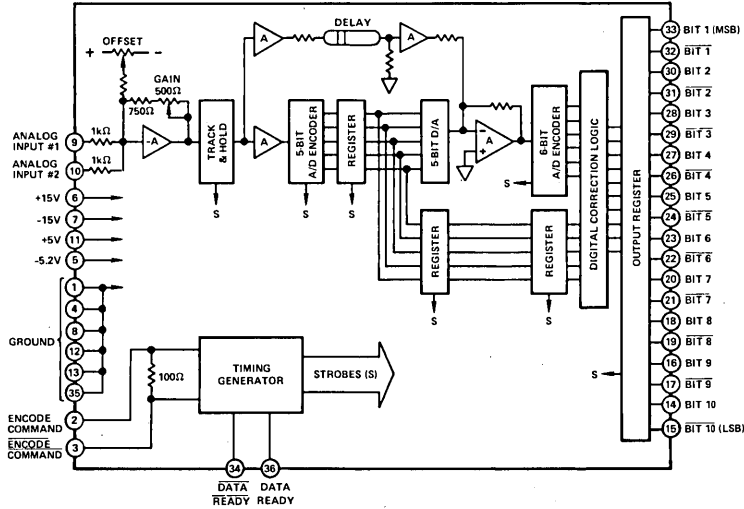 DELAY
+ OFFSET -
GAIN
500Ω
750Ω
1kΩ
1kΩ
ANALOG
INPUT #1
9
ANALOG
INPUT #2
10
-A
TRACK
& HOLD
S
A
A
A
5-BIT
A/D ENCODER
S
REGISTER
S
5-BIT D/A
-
+
A
6-BIT
A/D ENCODER
S
REGISTER
S
REGISTER
S
DIGITAL CORRECTION LOGIC
OUTPUT REGISTER
S
+15V 6
-15V 7
+5V 11
-5.2V 5
GROUND
1
4
8
12
13
35
ENCODE
COMMAND
2
ENCODE
COMMAND
3
100Ω
TIMING
GENERATOR
STROBES (S)
34
DATA
READY
36
DATA
READY
33 BIT 1 (MSB)
32 BIT 1
30 BIT 2
31 BIT 2
28 BIT 3
29 BIT 3
27 BIT 4
26 BIT 4
25 BIT 5
24 BIT 5
23 BIT 6
22 BIT 6
20 BIT 7
21 BIT 7
18 BIT 8
19 BIT 8
16 BIT 9
17 BIT 9
14 BIT 10
15 BIT 10 (LSB)